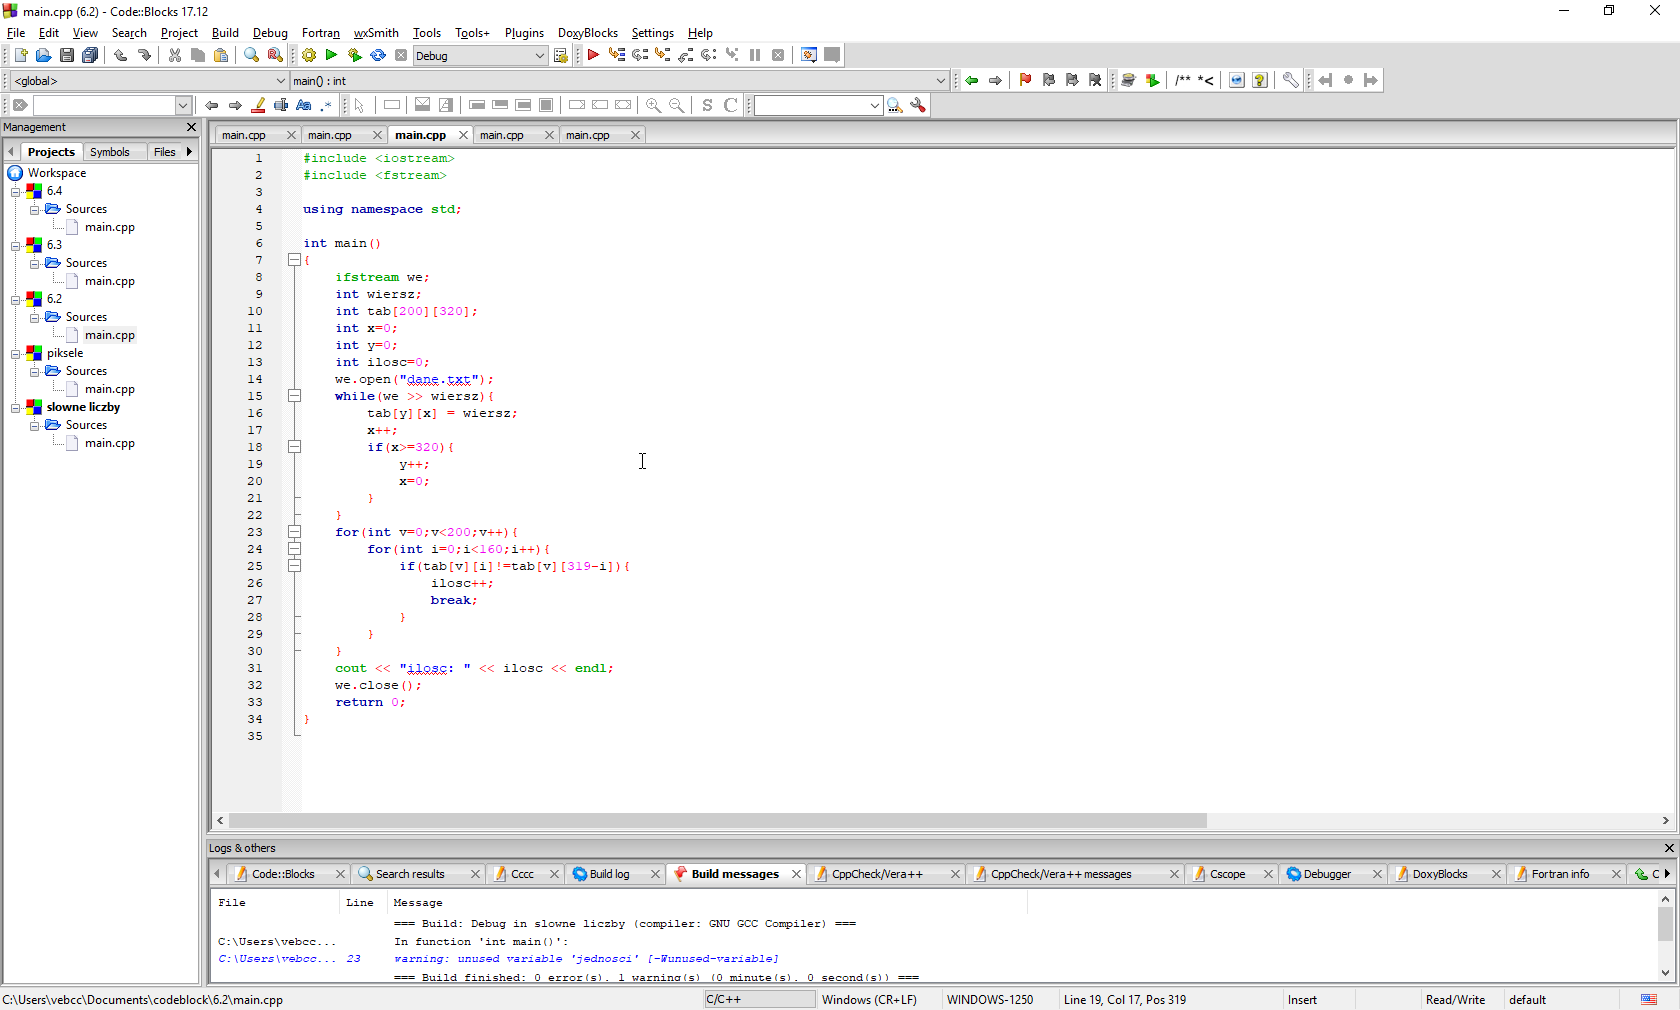 main.cpp (6.2) - Code::Blocks 17.12
File Edit View Search Project Build Debug Fortran wxSmith Tools Tools+ Plugins DoxyBlocks Settings Help
Debug
<global> main() : int /** *<
Aa .* S C
Management
Projects Symbols Files
Workspace
6.4
Sources
main.cpp
6.3
Sources
main.cpp
6.2
Sources
main.cpp
piksele
Sources
main.cpp
slowne liczby
Sources
main.cpp
main.cpp main.cpp main.cpp main.cpp main.cpp
1 #include <iostream>
2 #include <fstream>
3
4 using namespace std;
5
6 int main()
7 {
8 ifstream we;
9 int wiersz;
10 int tab[200][320];
11 int x=0;
12 int y=0;
13 int ilosc=0;
14 we.open("dane.txt");
15 while(we >> wiersz){
16 tab[y][x] = wiersz;
17 x++;
18 if(x>=320){
19 y++;
20 x=0;
21 }
22 }
23 for(int v=0;v<200;v++){
24 for(int i=0;i<160;i++){
25 if(tab[v][i]!=tab[v][319-i]){
26 ilosc++;
27 break;
28 }
29 }
30 }
31 cout << "ilosc: " << ilosc << endl;
32 we.close();
33 return 0;
34 }
35
Logs & others
Code::Blocks Search results Cccc Build log Build messages CppCheck/Vera++ CppCheck/Vera++ messages Cscope Debugger DoxyBlocks Fortran info C
File Line Message
=== Build: Debug in slowne liczby (compiler: GNU GCC Compiler) ===
C:\Users\vebcc... In function 'int main()':
C:\Users\vebcc... 23 warning: unused variable 'jednosci' [-Wunused-variable]
=== Build finished: 0 error(s), 1 warning(s) (0 minute(s), 0 second(s)) ===
C:\Users\vebcc\Documents\codeblock\6.2\main.cpp C/C++ Windows (CR+LF) WINDOWS-1250 Line 19, Col 17, Pos 319 Insert Read/Write default